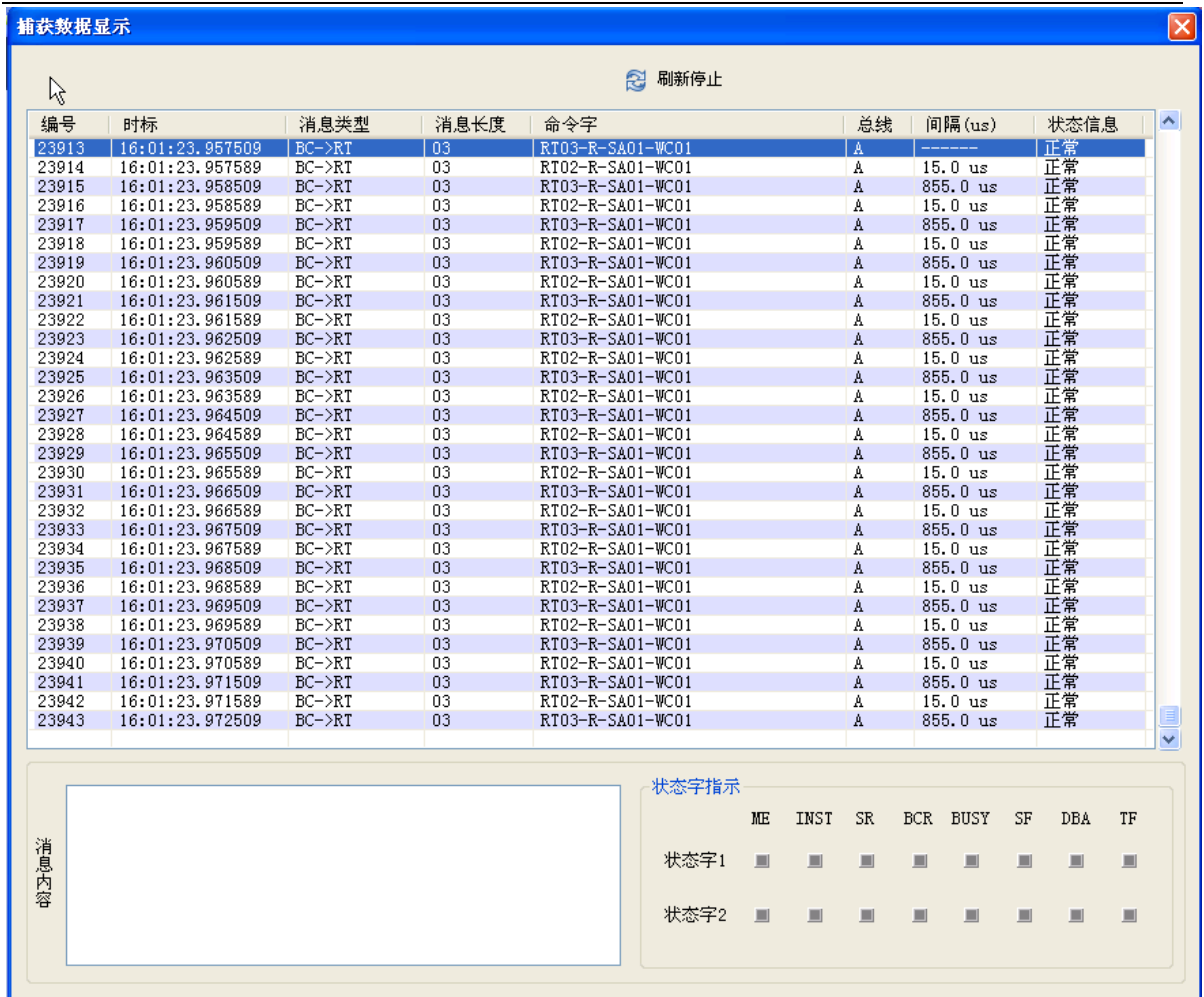 捕获数据显示
刷新停止
编号 时标 消息类型 消息长度 命令字 总线 间隔(us) 状态信息
23913 16:01:23.957509 BC->RT 03 RT03-R-SA01-WC01 A ------ 正常
23914 16:01:23.957589 BC->RT 03 RT02-R-SA01-WC01 A 15.0 us 正常
23915 16:01:23.958509 BC->RT 03 RT03-R-SA01-WC01 A 855.0 us 正常
23916 16:01:23.958589 BC->RT 03 RT02-R-SA01-WC01 A 15.0 us 正常
23917 16:01:23.959509 BC->RT 03 RT03-R-SA01-WC01 A 855.0 us 正常
23918 16:01:23.959589 BC->RT 03 RT02-R-SA01-WC01 A 15.0 us 正常
23919 16:01:23.960509 BC->RT 03 RT03-R-SA01-WC01 A 855.0 us 正常
23920 16:01:23.960589 BC->RT 03 RT02-R-SA01-WC01 A 15.0 us 正常
23921 16:01:23.961509 BC->RT 03 RT03-R-SA01-WC01 A 855.0 us 正常
23922 16:01:23.961589 BC->RT 03 RT02-R-SA01-WC01 A 15.0 us 正常
23923 16:01:23.962509 BC->RT 03 RT03-R-SA01-WC01 A 855.0 us 正常
23924 16:01:23.962589 BC->RT 03 RT02-R-SA01-WC01 A 15.0 us 正常
23925 16:01:23.963509 BC->RT 03 RT03-R-SA01-WC01 A 855.0 us 正常
23926 16:01:23.963589 BC->RT 03 RT02-R-SA01-WC01 A 15.0 us 正常
23927 16:01:23.964509 BC->RT 03 RT03-R-SA01-WC01 A 855.0 us 正常
23928 16:01:23.964589 BC->RT 03 RT02-R-SA01-WC01 A 15.0 us 正常
23929 16:01:23.965509 BC->RT 03 RT03-R-SA01-WC01 A 855.0 us 正常
23930 16:01:23.965589 BC->RT 03 RT02-R-SA01-WC01 A 15.0 us 正常
23931 16:01:23.966509 BC->RT 03 RT03-R-SA01-WC01 A 855.0 us 正常
23932 16:01:23.966589 BC->RT 03 RT02-R-SA01-WC01 A 15.0 us 正常
23933 16:01:23.967509 BC->RT 03 RT03-R-SA01-WC01 A 855.0 us 正常
23934 16:01:23.967589 BC->RT 03 RT02-R-SA01-WC01 A 15.0 us 正常
23935 16:01:23.968509 BC->RT 03 RT03-R-SA01-WC01 A 855.0 us 正常
23936 16:01:23.968589 BC->RT 03 RT02-R-SA01-WC01 A 15.0 us 正常
23937 16:01:23.969509 BC->RT 03 RT03-R-SA01-WC01 A 855.0 us 正常
23938 16:01:23.969589 BC->RT 03 RT02-R-SA01-WC01 A 15.0 us 正常
23939 16:01:23.970509 BC->RT 03 RT03-R-SA01-WC01 A 855.0 us 正常
23940 16:01:23.970589 BC->RT 03 RT02-R-SA01-WC01 A 15.0 us 正常
23941 16:01:23.971509 BC->RT 03 RT03-R-SA01-WC01 A 855.0 us 正常
23942 16:01:23.971589 BC->RT 03 RT02-R-SA01-WC01 A 15.0 us 正常
23943 16:01:23.972509 BC->RT 03 RT03-R-SA01-WC01 A 855.0 us 正常
消息内容
状态字指示
ME INST SR BCR BUSY SF DBA TF
状态字1
状态字2